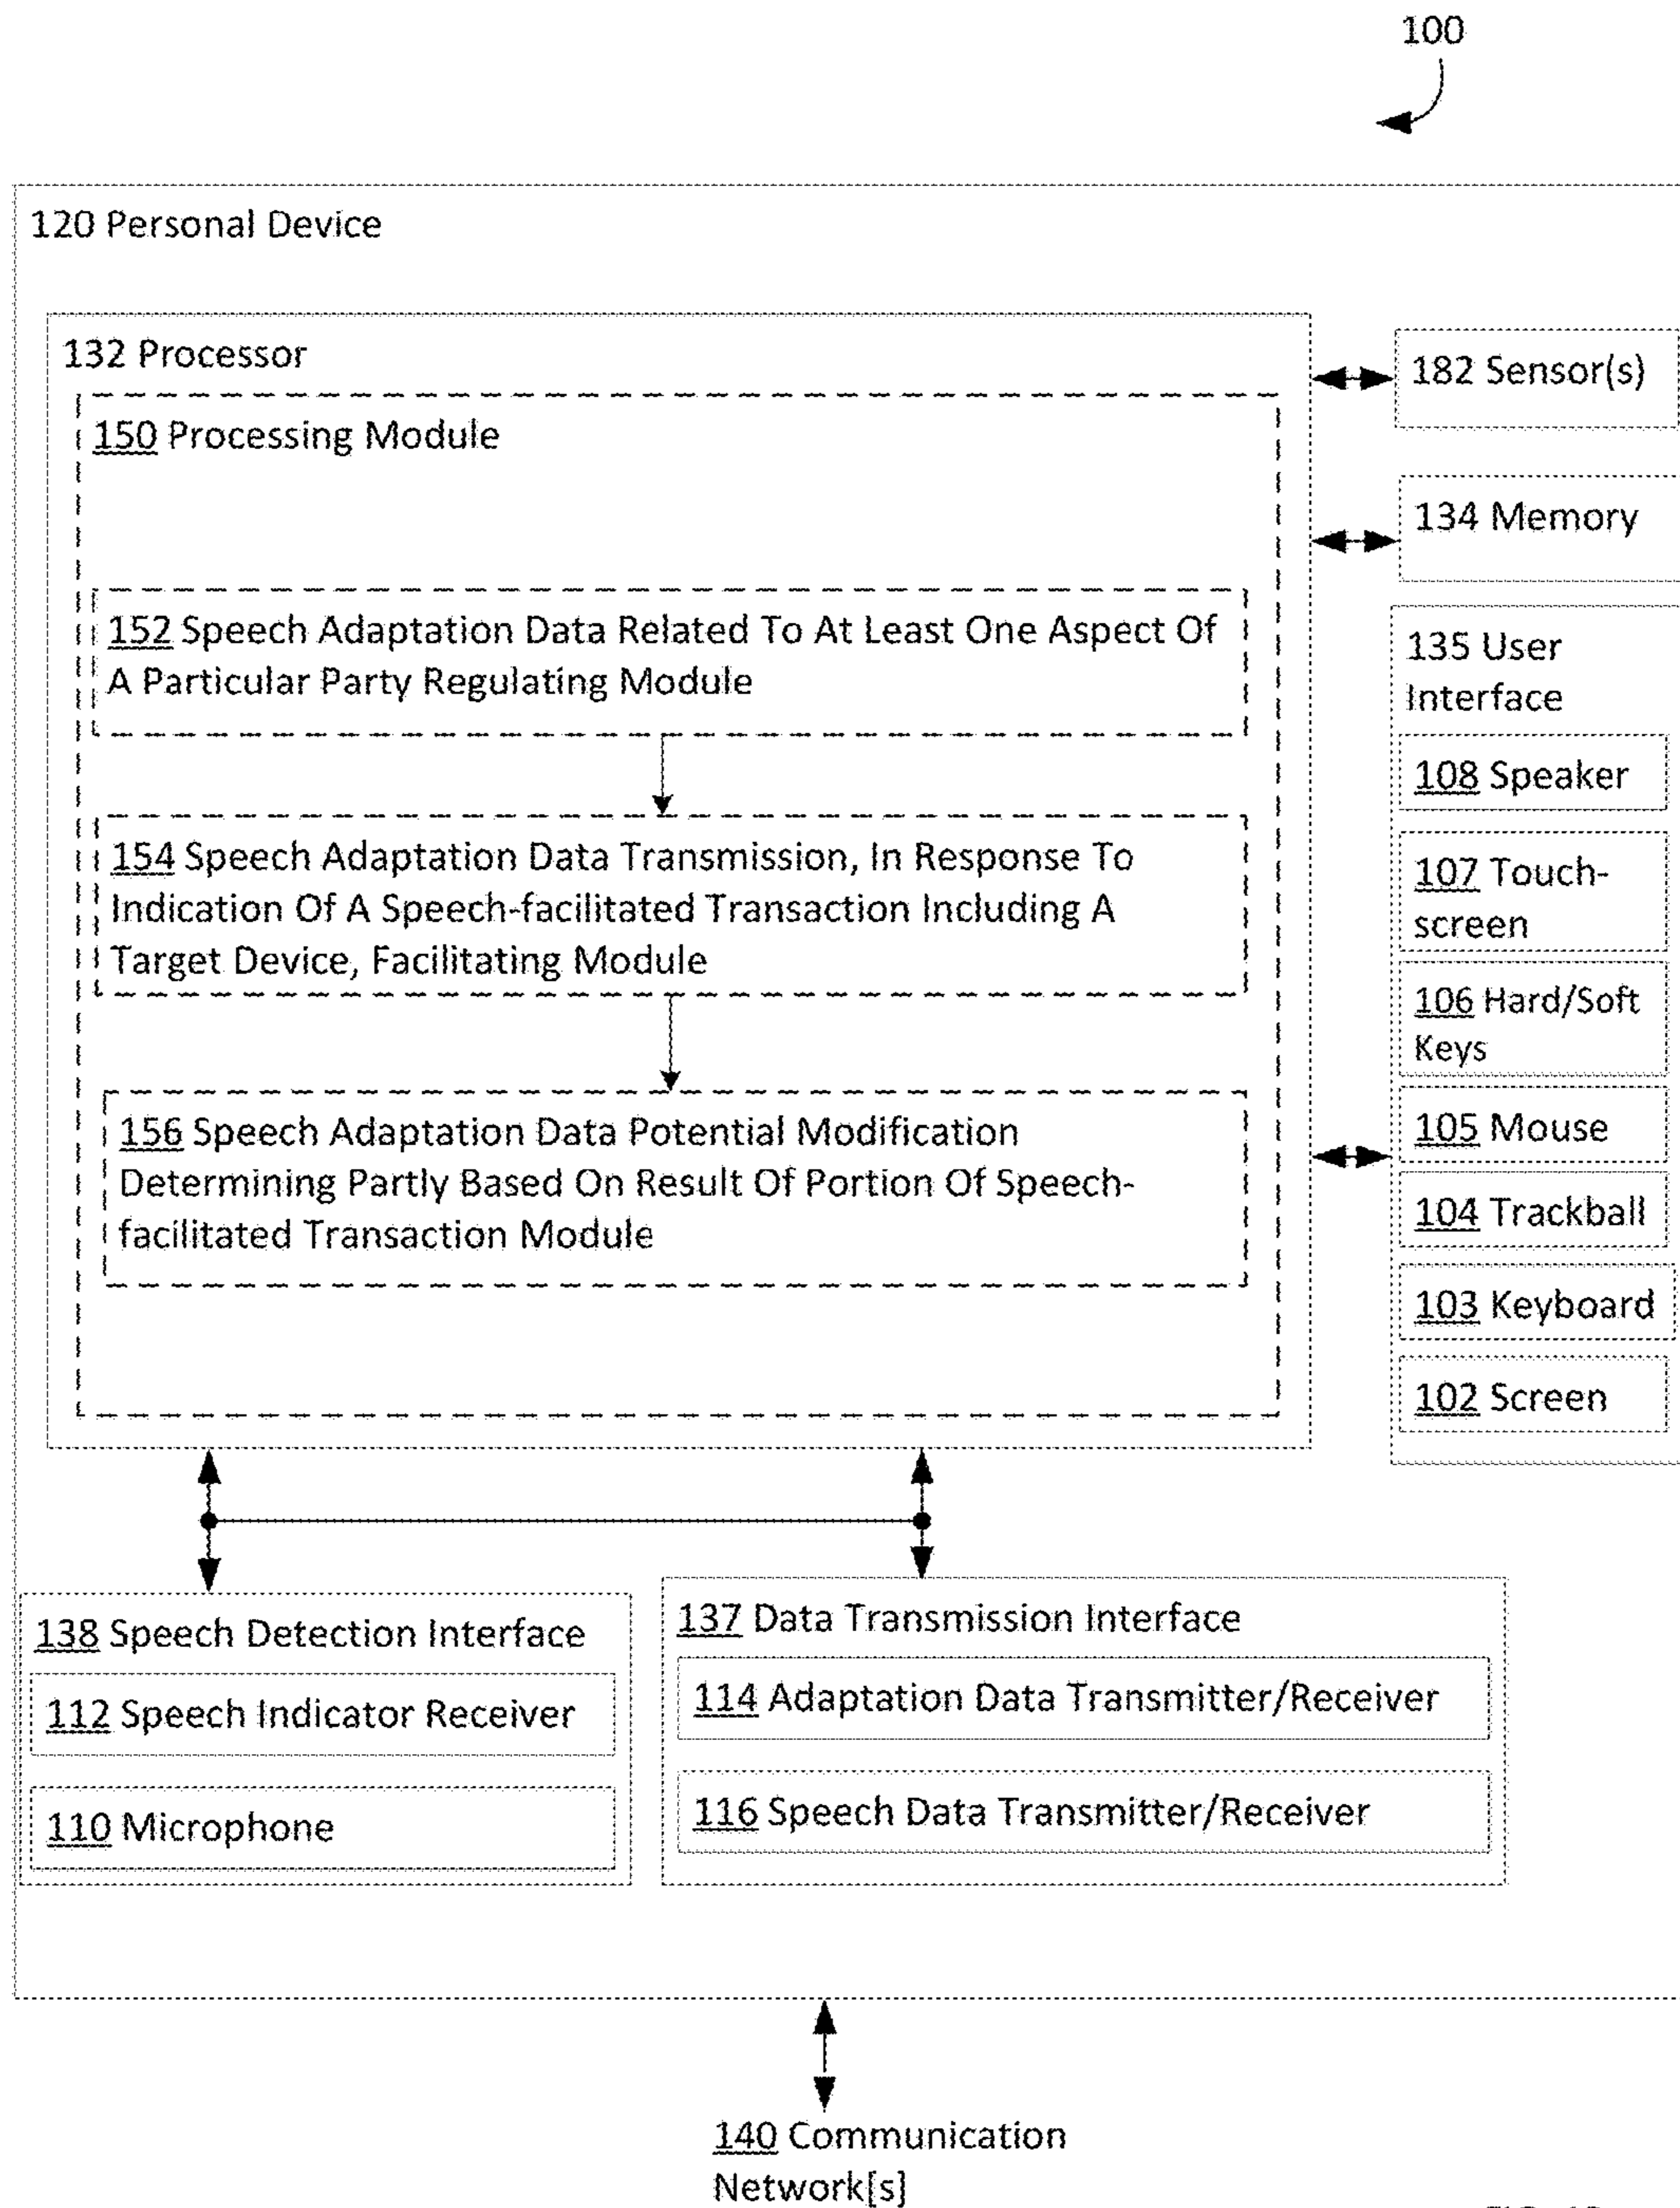 100
120 Personal Device
132 Processor
150 Processing Module
152 Speech Adaptation Data Related To At Least One Aspect Of
A Particular Party Regulating Module
154 Speech Adaptation Data Transmission, In Response To
Indication Of A Speech-facilitated Transaction Including A
Target Device, Facilitating Module
156 Speech Adaptation Data Potential Modification
Determining Partly Based On Result Of Portion Of Speech-
facilitated Transaction Module
182 Sensor(s)
134 Memory
135 User
Interface
108 Speaker
107 Touch-
screen
106 Hard/Soft
Keys
105 Mouse
104 Trackball
103 Keyboard
102 Screen
138 Speech Detection Interface
112 Speech Indicator Receiver
110 Microphone
137 Data Transmission Interface
114 Adaptation Data Transmitter/Receiver
116 Speech Data Transmitter/Receiver
140 Communication
Network[s]